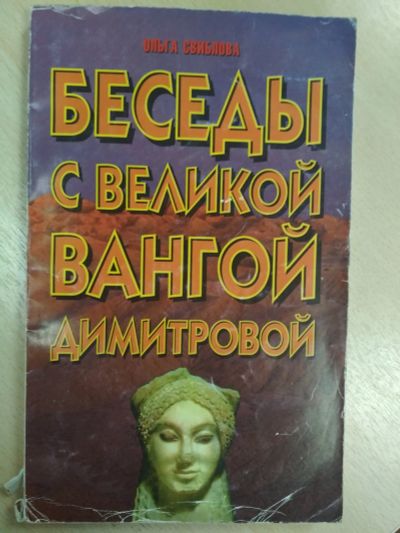 ОЛЬГА СВИБЛОВА
БЕСЕДЫ
С ВЕЛИКОЙ
ВАНГОЙ
ДИМИТРОВОЙ